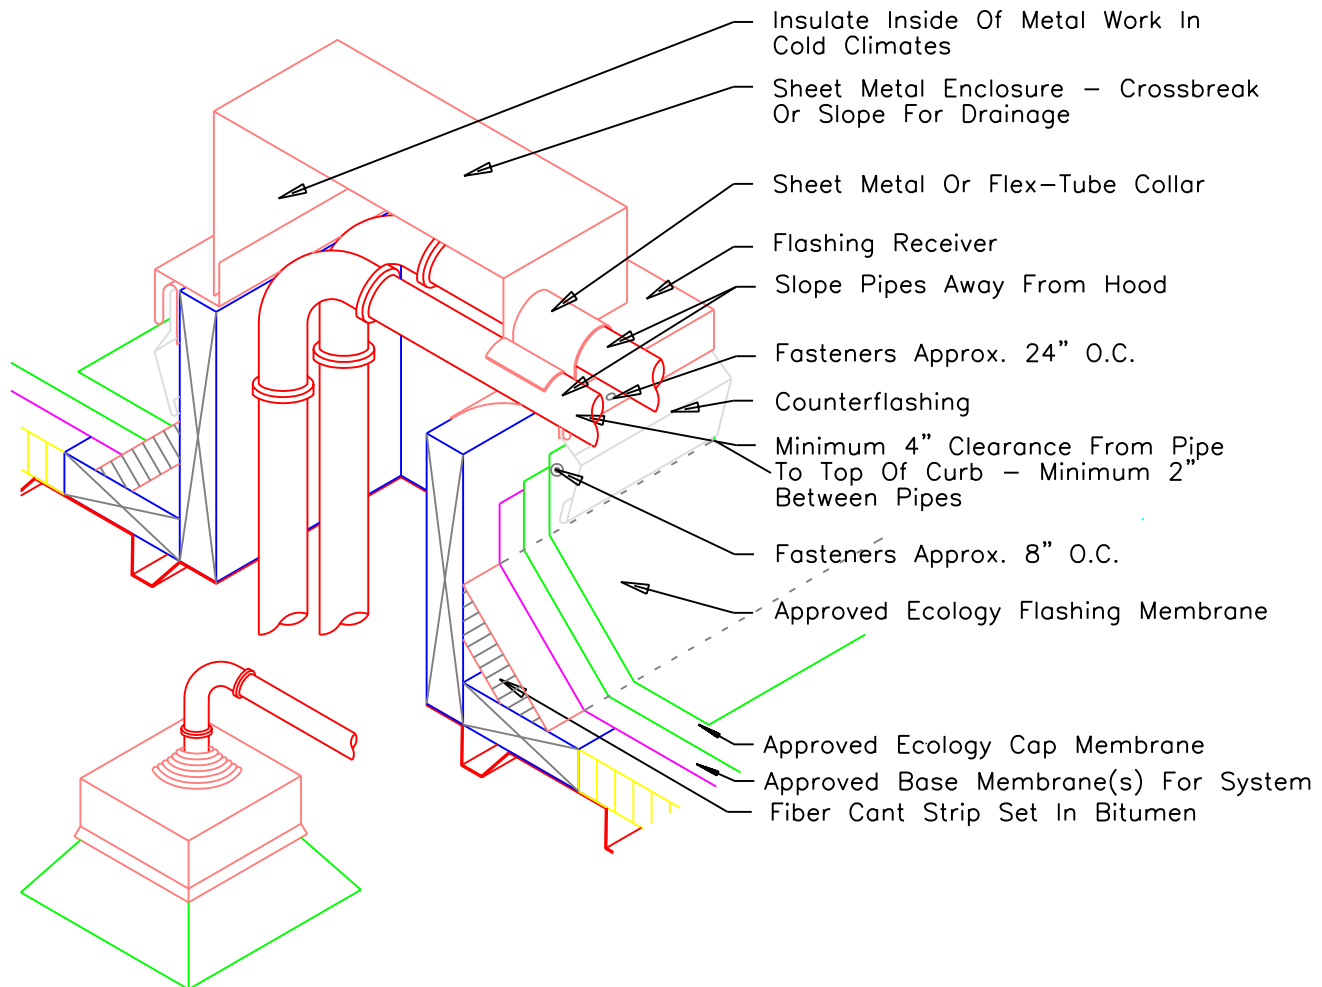 Insulate Inside Of Metal Work In
Cold Climates
Sheet Metal Enclosure – Crossbreak
Or Slope For Drainage
Sheet Metal Or Flex–Tube Collar
Flashing Receiver
Slope Pipes Away From Hood
Fasteners Approx. 24” O.C.
Counterflashing
Minimum 4” Clearance From Pipe
To Top Of Curb – Minimum 2”
Between Pipes
Fasteners Approx. 8” O.C.
Approved Ecology Flashing Membrane
Approved Ecology Cap Membrane
Approved Base Membrane(s) For System
Fiber Cant Strip Set In Bitumen